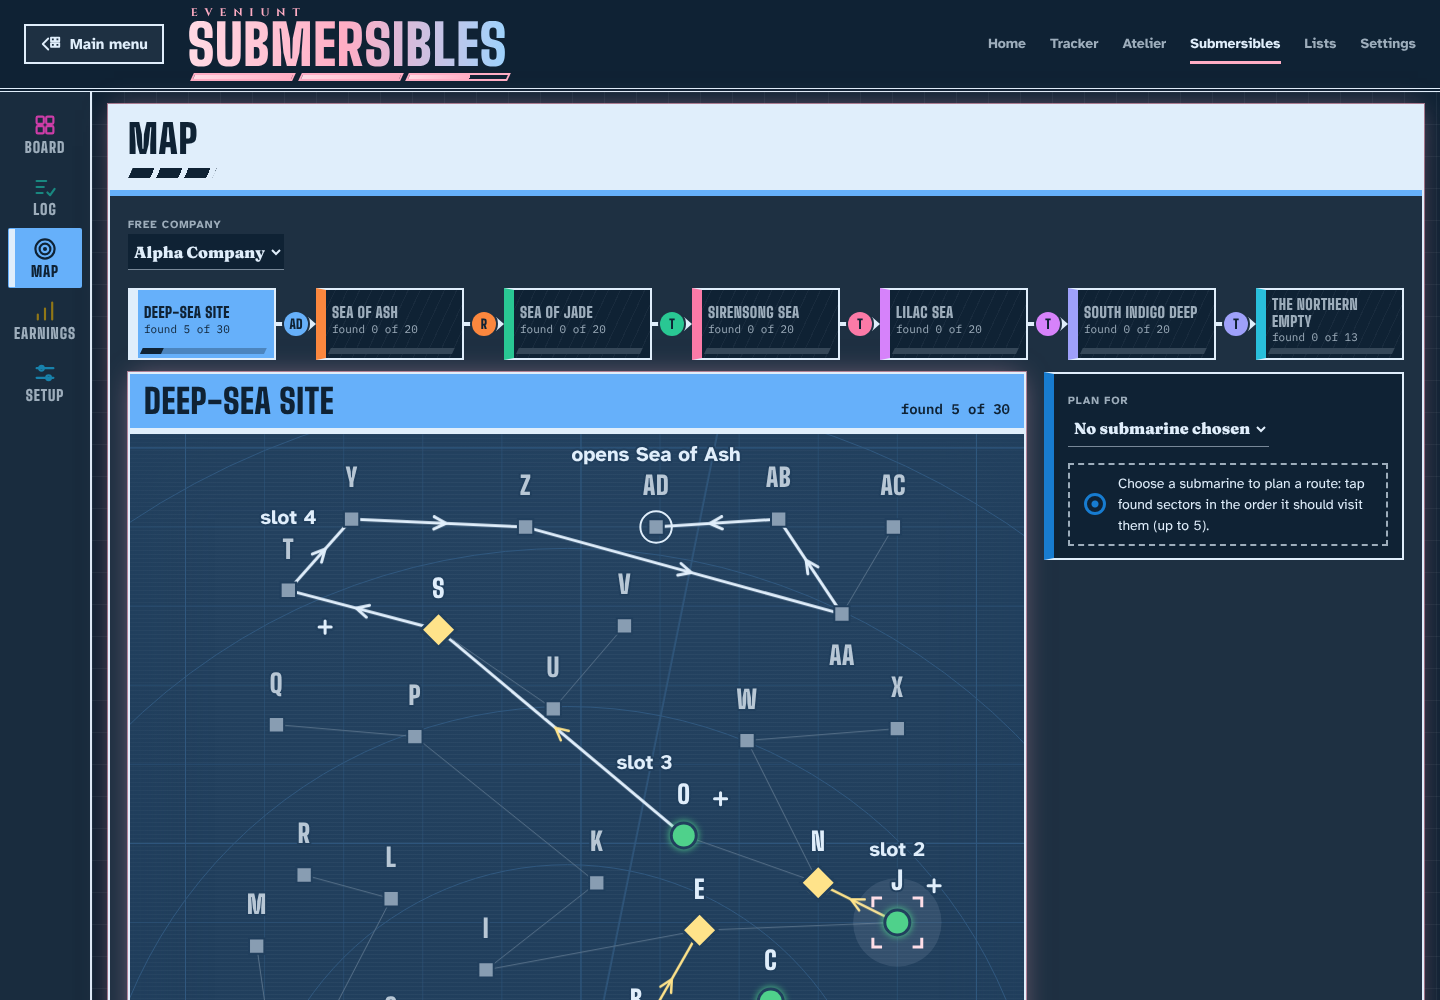 Main menu
EVENIUNT
SUBMERSIBLES
Home
Tracker
Atelier
Submersibles
Lists
Settings
BOARD
LOG
MAP
EARNINGS
SETUP
MAP
FREE COMPANY
Alpha Company
DEEP-SEA SITE
found 5 of 30
AD
SEA OF ASH
found 0 of 20
R
SEA OF JADE
found 0 of 20
T
SIRENSONG SEA
found 0 of 20
T
LILAC SEA
found 0 of 20
T
SOUTH INDIGO DEEP
found 0 of 20
T
THE NORTHERN
EMPTY
found 0 of 13
DEEP-SEA SITE
found 5 of 30
opens Sea of Ash
Y
Z
AD
AB
AC
slot 4
T
S
V
+
AA
U
Q
P
W
X
slot 3
O
+
R
L
K
N
slot 2
J
+
M
E
I
C
B
PLAN FOR
No submarine chosen
Choose a submarine to plan a route: tap
found sectors in the order it should visit
them (up to 5).